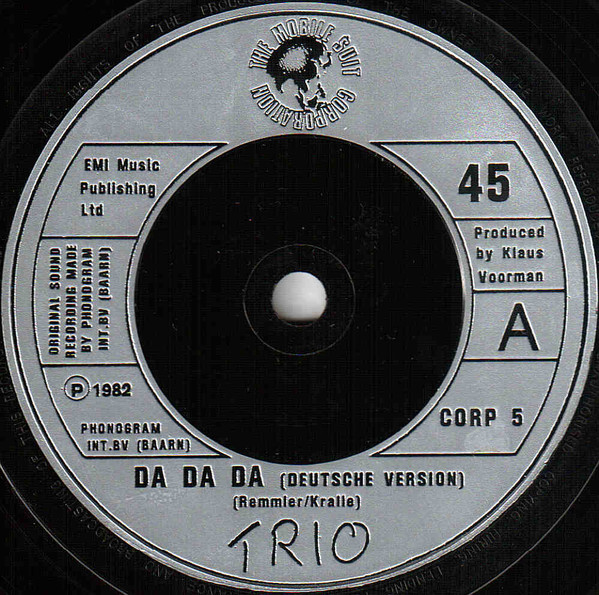 THE MOBILE SUIT CORPORATION
EMI Music
Publishing
Ltd
45
Produced
by Klaus
Voorman
ORIGINAL SOUND
RECORDING MADE
BY PHONOGRAM
INT.BV (BAARN)
A
P 1982
PHONOGRAM
INT.BV (BAARN)
CORP 5
DA DA DA (DEUTSCHE VERSION)
(Remmler/Kralle)
TRIO